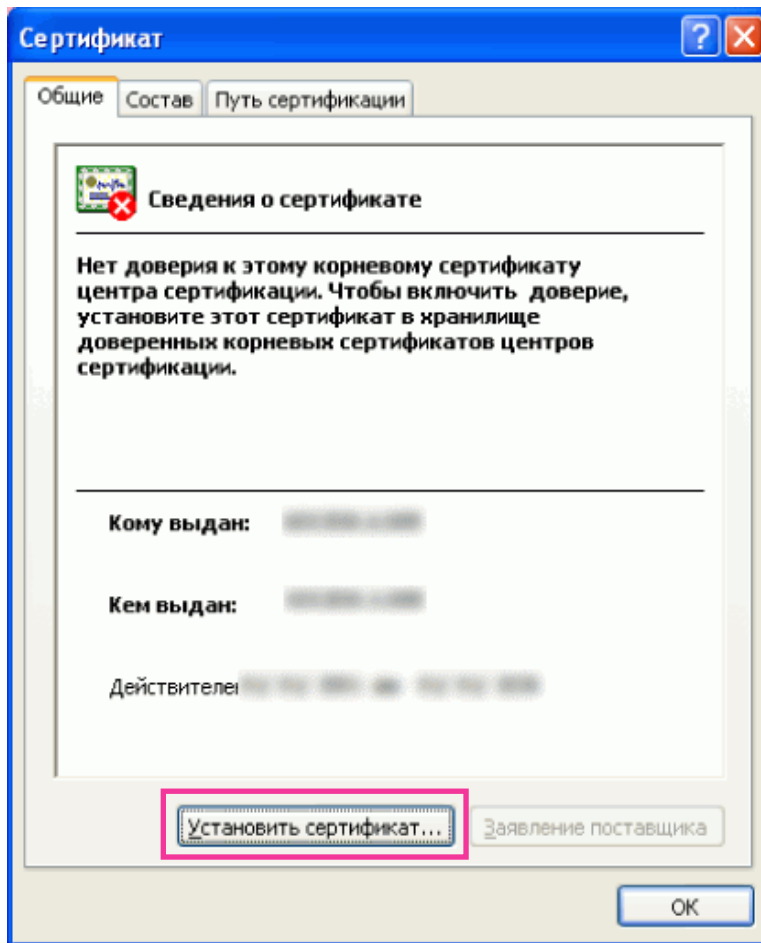 Сертификат
Общие Состав Путь сертификации
Сведения о сертификате
Нет доверия к этому корневому сертификату
центра сертификации. Чтобы включить доверие,
установите этот сертификат в хранилище
доверенных корневых сертификатов центров
сертификации.
Кому выдан:
Кем выдан:
Установить сертификат... Заявление поставщика
OK